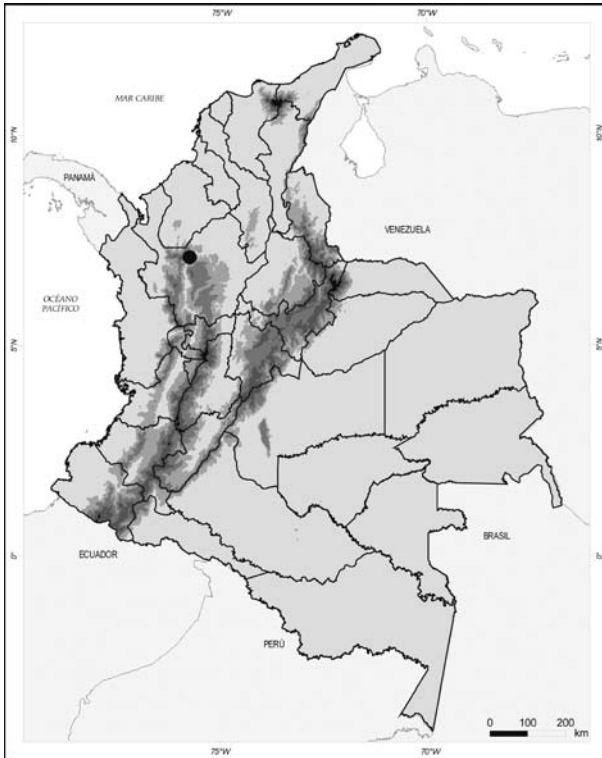 75°W 70°W
MAR CARIBE
10°N 10°N
PANAMÁ
VENEZUELA
OCÉANO
PACÍFICO
5°N 5°N
BRASIL
ECUADOR
0° 0°
PERÚ
0 100 200
km
75°W 70°W